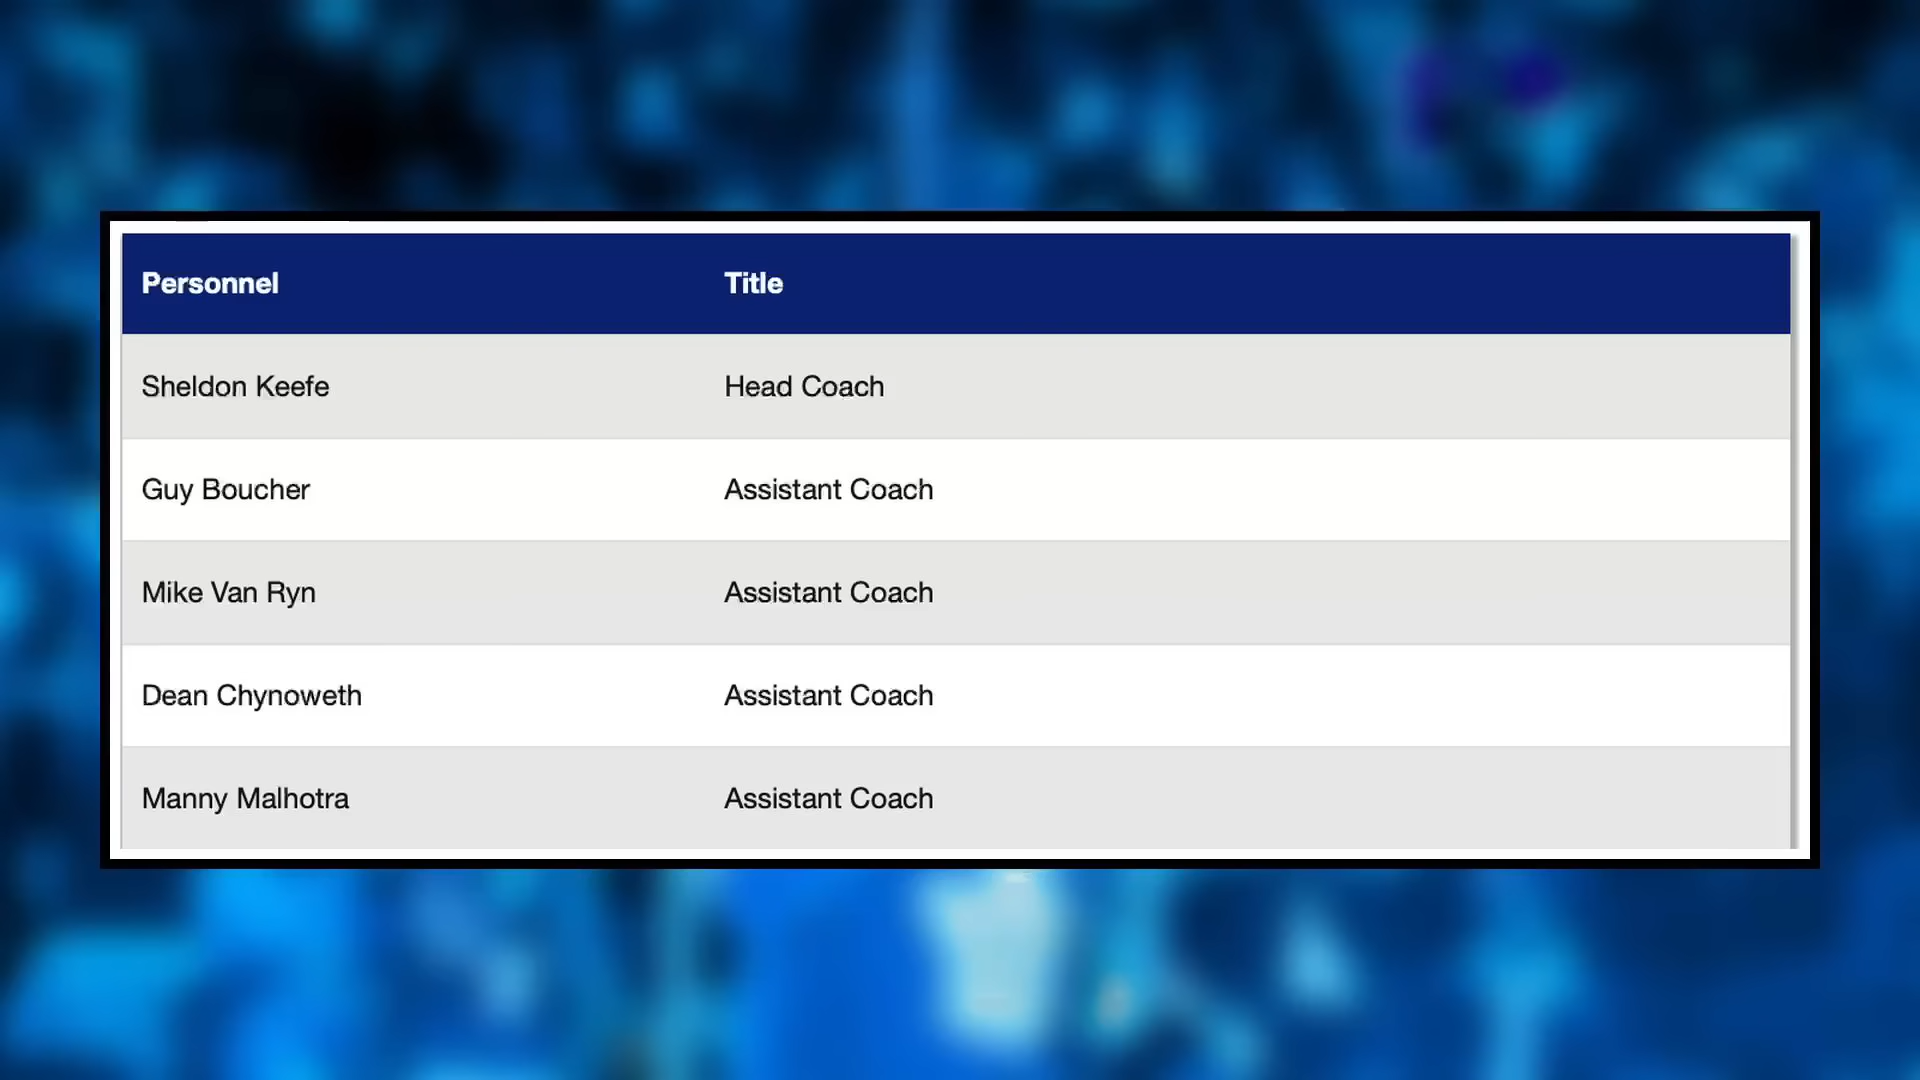 Personnel Title
Sheldon Keefe Head Coach
Guy Boucher Assistant Coach
Mike Van Ryn Assistant Coach
Dean Chynoweth Assistant Coach
Manny Malhotra Assistant Coach